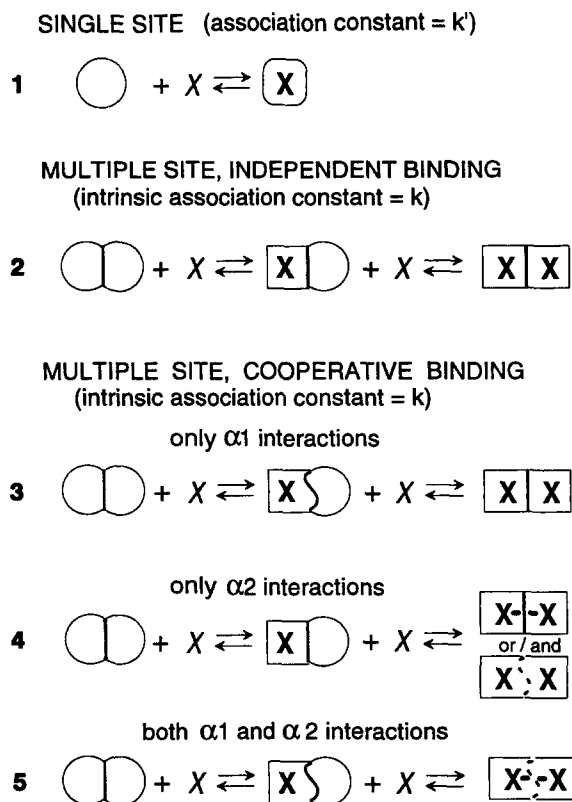 SINGLE SITE (association constant = k')
1 + X ⇌ X
MULTIPLE SITE, INDEPENDENT BINDING
(intrinsic association constant = k)
2 + X ⇌ X + X ⇌ X X
MULTIPLE SITE, COOPERATIVE BINDING
(intrinsic association constant = k)
only α1 interactions
3 + X ⇌ X + X ⇌ X X
only α2 interactions
X X
4 + X ⇌ X + X ⇌ or / and
X X
both α1 and α 2 interactions
5 + X ⇌ X + X ⇌ X X